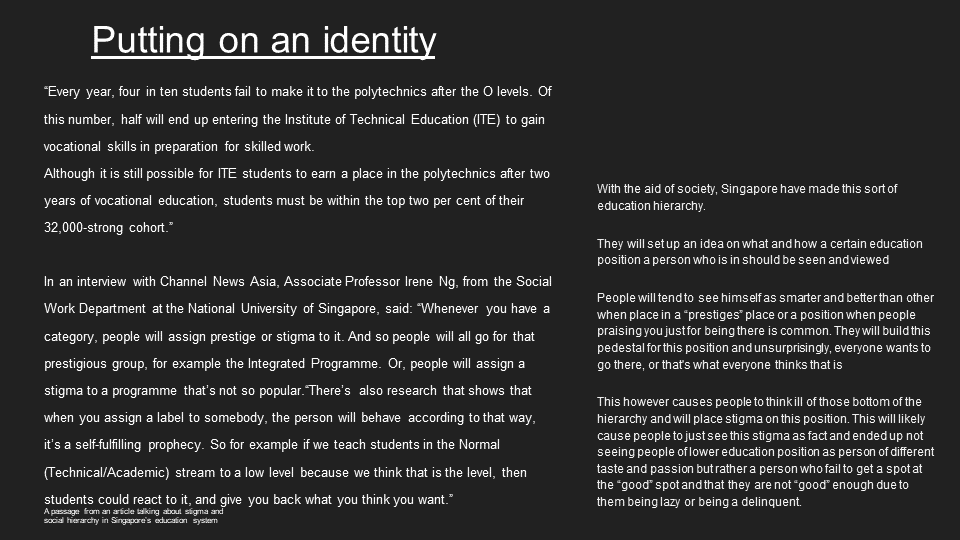 Putting on an identity
“Every year, four in ten students fail to make it to the polytechnics after the O levels. Of
this number, half will end up entering the Institute of Technical Education (ITE) to gain
vocational skills in preparation for skilled work.
Although it is still possible for ITE students to earn a place in the polytechnics after two
years of vocational education, students must be within the top two per cent of their
32,000-strong cohort.”
In an interview with Channel News Asia, Associate Professor Irene Ng, from the Social
Work Department at the National University of Singapore, said: “Whenever you have a
category, people will assign prestige or stigma to it. And so people will all go for that
prestigious group, for example the Integrated Programme. Or, people will assign a
stigma to a programme that’s not so popular.“There’s also research that shows that
when you assign a label to somebody, the person will behave according to that way,
it’s a self-fulfilling prophecy. So for example if we teach students in the Normal
(Technical/Academic) stream to a low level because we think that is the level, then
students could react to it, and give you back what you think you want.”
A passage from an article talking about stigma and
social hierarchy in Singapore’s education system
With the aid of society, Singapore have made this sort of
education hierarchy.
They will set up an idea on what and how a certain education
position a person who is in should be seen and viewed
People will tend to see himself as smarter and better than other
when place in a “prestiges” place or a position when people
praising you just for being there is common. They will build this
pedestal for this position and unsurprisingly, everyone wants to
go there, or that’s what everyone thinks that is
This however causes people to think ill of those bottom of the
hierarchy and will place stigma on this position. This will likely
cause people to just see this stigma as fact and ended up not
seeing people of lower education position as person of different
taste and passion but rather a person who fail to get a spot at
the “good” spot and that they are not “good” enough due to
them being lazy or being a delinquent.